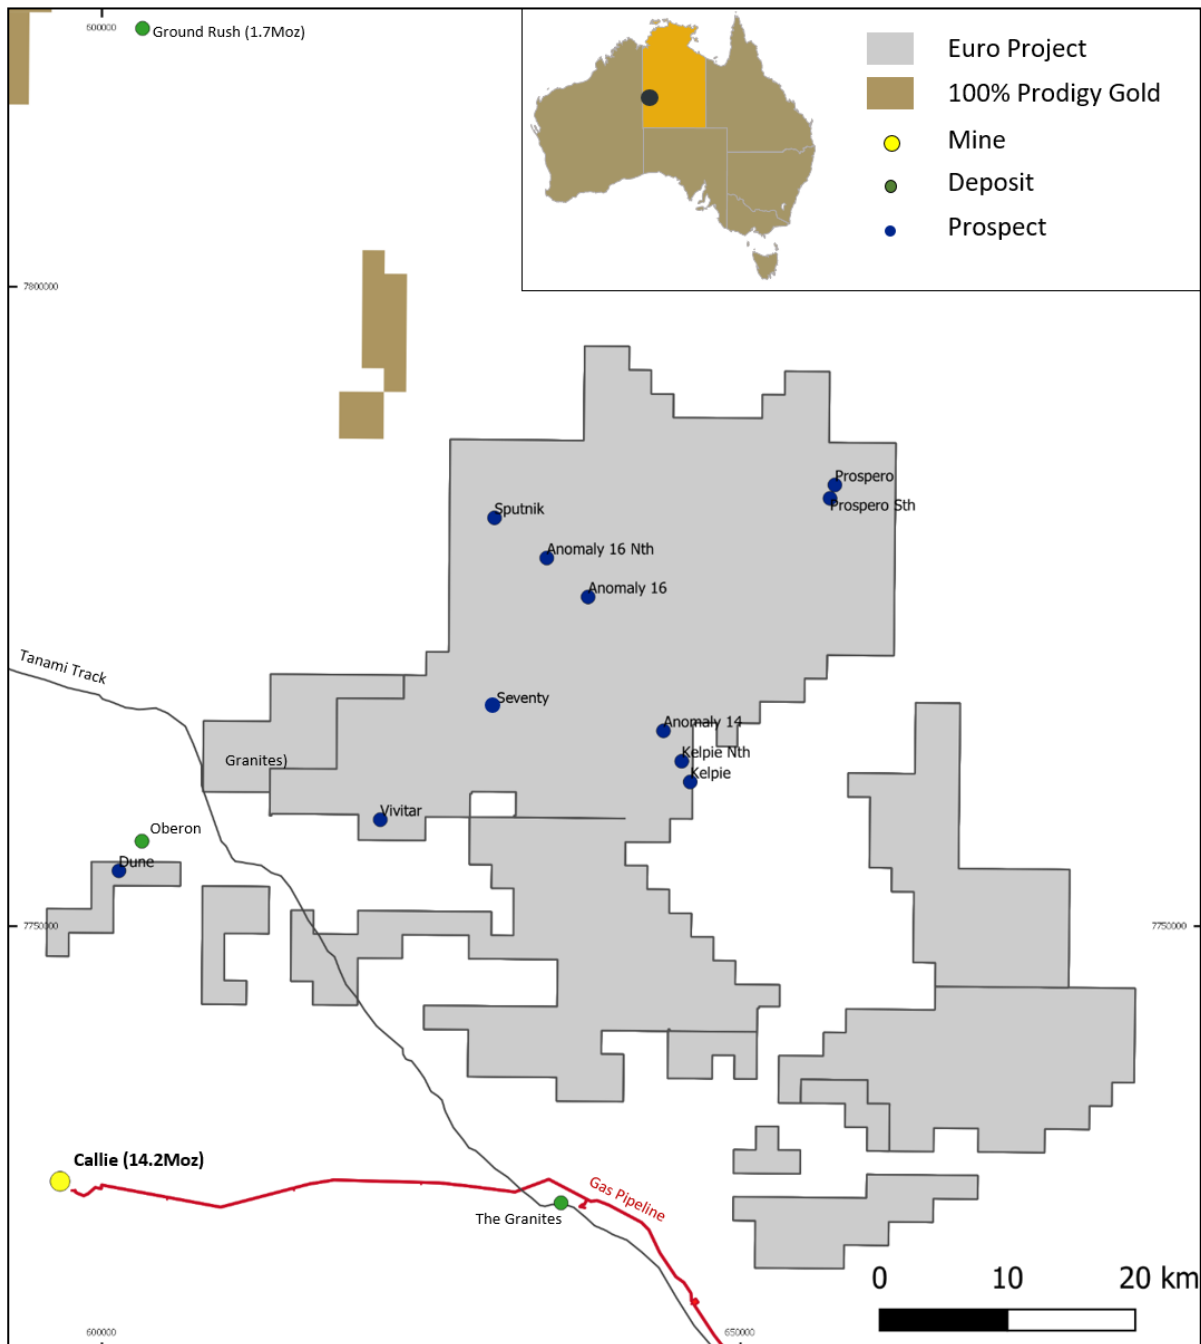 600000
Ground Rush (1.7Moz)
Euro Project
100% Prodigy Gold
Mine
Deposit
Prospect
7800000
Prospero
Prospero Sth
Sputnik
Anomaly 16 Nth
Anomaly 16
Tanami Track
Seventy
Anomaly 14
Kelpie Nth
Granites)
Kelpie
Vivitar
Oberon
Dune
7750000
7750000
Callie (14.2Moz)
Gas Pipeline
The Granites
0 10 20 km
600000
650000